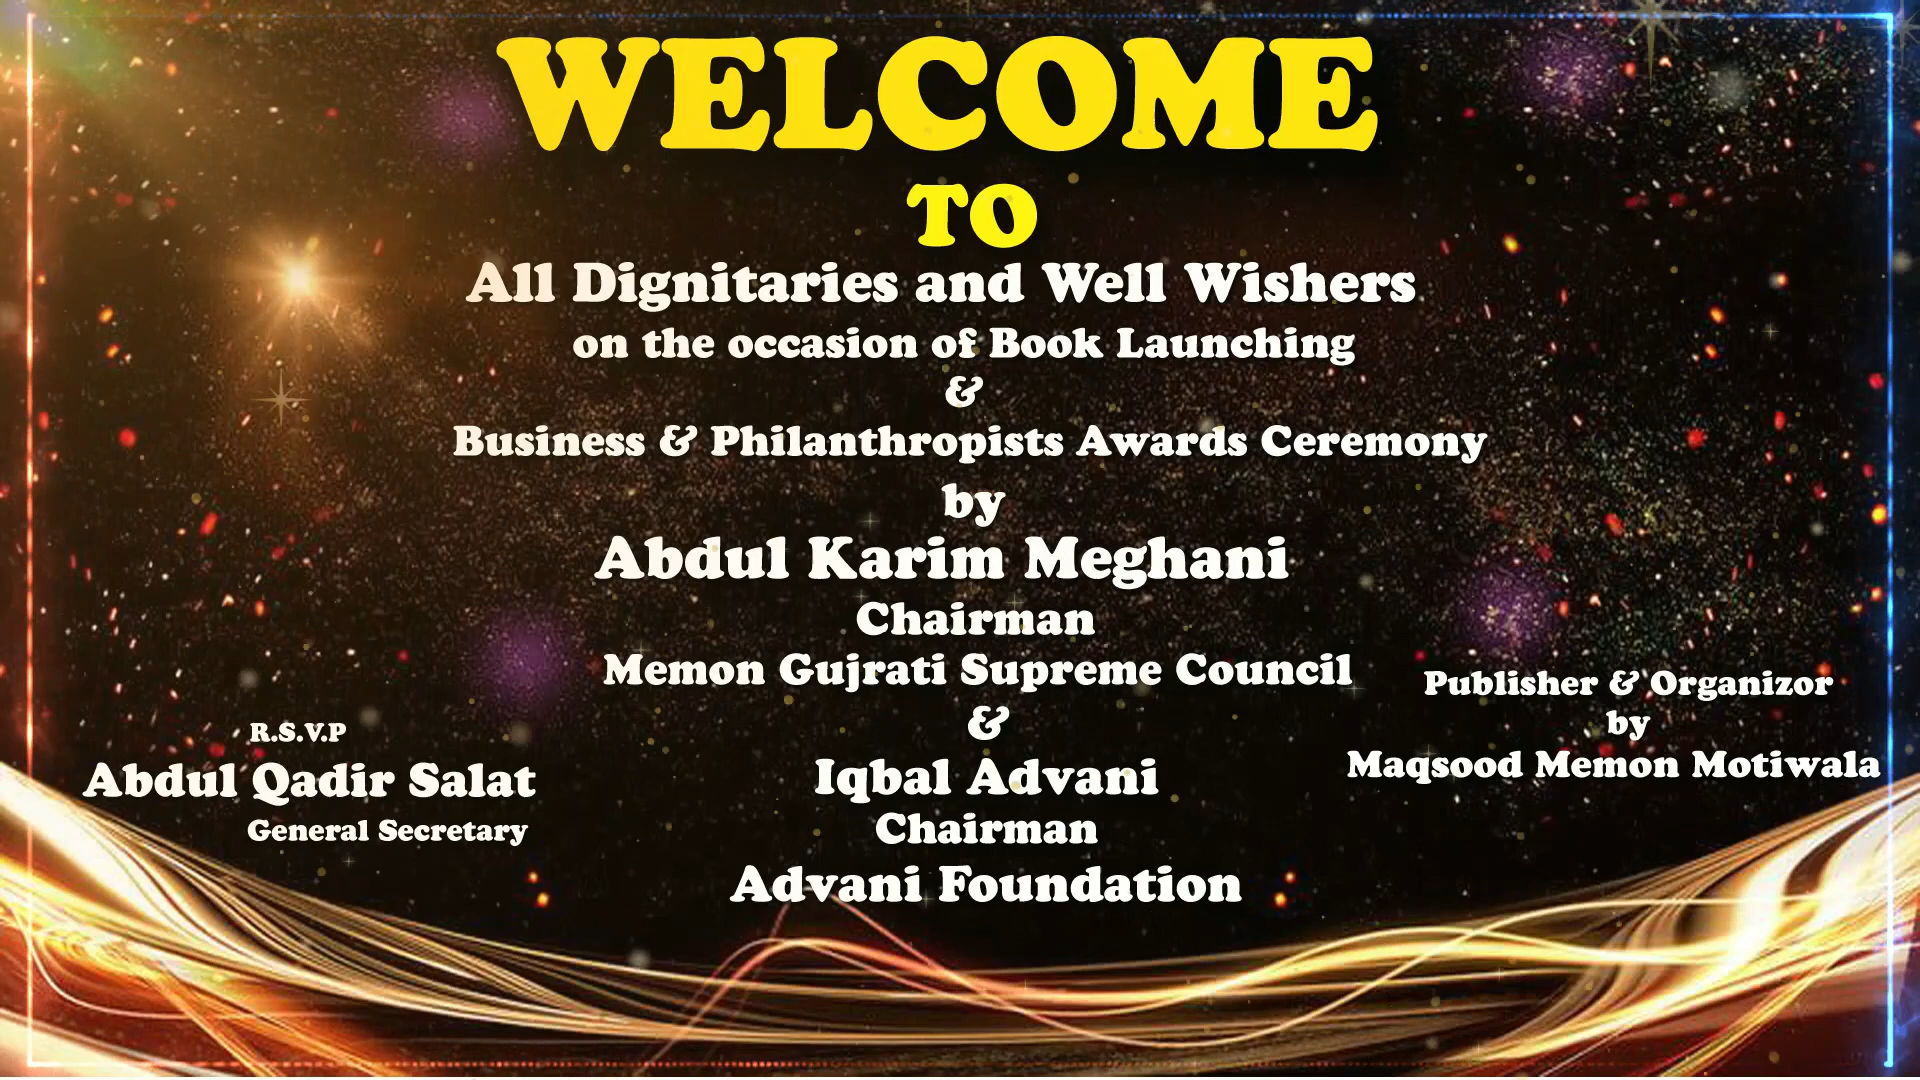 WELCOME
TO
All Dignitaries and Well Wishers
on the occasion of Book Launching
&
Business & Philanthropists Awards Ceremony
by
Abdul Karim Meghani
Chairman
Memon Gujrati Supreme Council
&
Iqbal Advani
Chairman
Advani Foundation
R.S.V.P
Abdul Qadir Salat
General Secretary
Publisher & Organizor
by
Maqsood Memon Motiwala